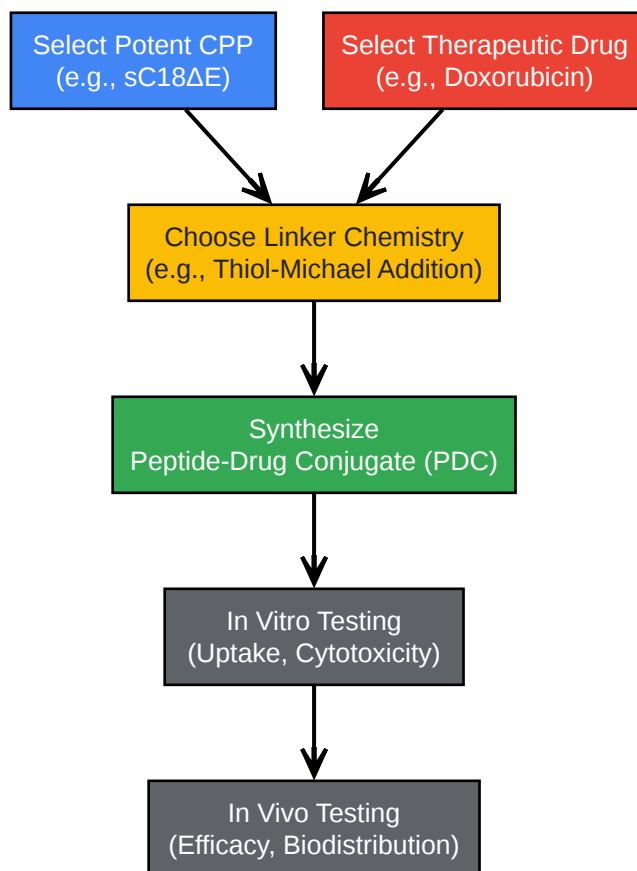 Select Potent CPP
(e.g., sC18ΔE)
Select Therapeutic Drug
(e.g., Doxorubicin)
Choose Linker Chemistry
(e.g., Thiol-Michael Addition)
Synthesize
Peptide-Drug Conjugate (PDC)
In Vitro Testing
(Uptake, Cytotoxicity)
In Vivo Testing
(Efficacy, Biodistribution)